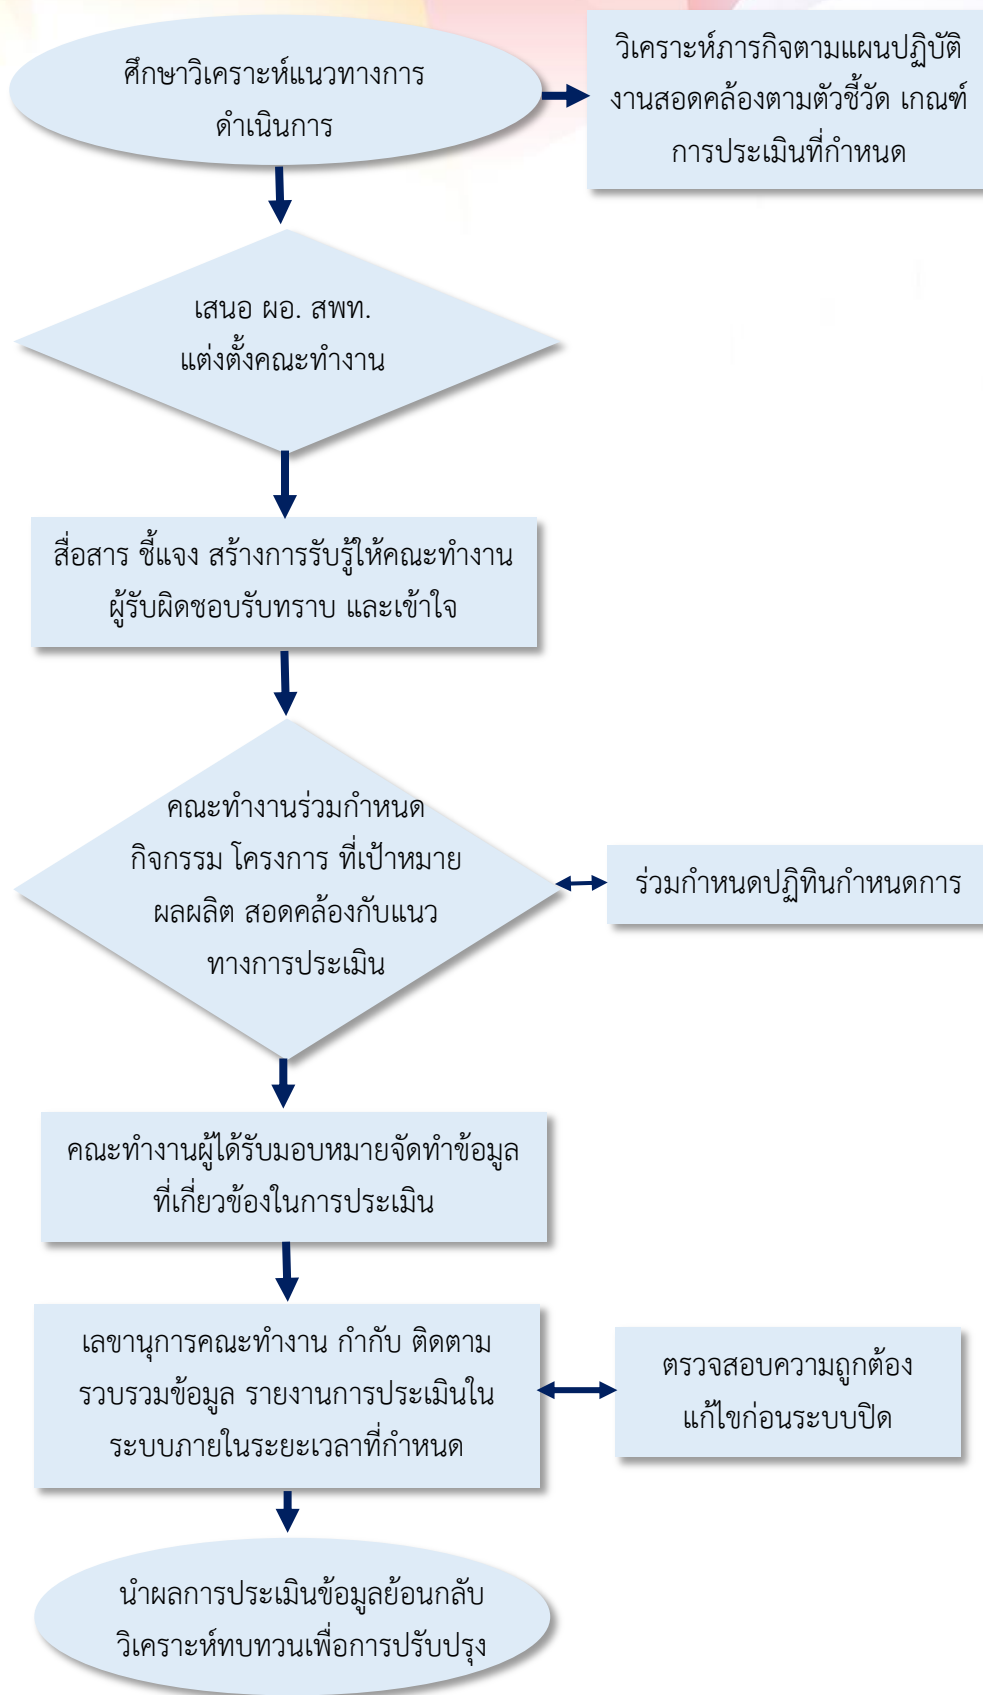 ศึกษาวิเคราะห์แนวทางการ
ดำเนินการ
วิเคราะห์ภารกิจตามแผนปฏิบัติ
งานสอดคล้องตามตัวชี้วัด เกณฑ์
การประเมินที่กำหนด
เสนอ ผอ. สพท.
แต่งตั้งคณะทำงาน
สื่อสาร ชี้แจง สร้างการรับรู้ให้คณะทำงาน
ผู้รับผิดชอบรับทราบ และเข้าใจ
คณะทำงานร่วมกำหนด
กิจกรรม โครงการ ที่เป้าหมาย
ผลผลิต สอดคล้องกับแนว
ทางการประเมิน
ร่วมกำหนดปฏิทินกำหนดการ
คณะทำงานผู้ได้รับมอบหมายจัดทำข้อมูล
ที่เกี่ยวข้องในการประเมิน
เลขานุการคณะทำงาน กำกับ ติดตาม
รวบรวมข้อมูล รายงานการประเมินใน
ระบบภายในระยะเวลาที่กำหนด
ตรวจสอบความถูกต้อง
แก้ไขก่อนระบบปิด
นำผลการประเมินข้อมูลย้อนกลับ
วิเคราะห์ทบทวนเพื่อการปรับปรุง